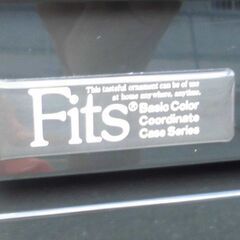 This tasteful ornament can be of use
at home anywhere, anytime.
Fits®
Basic Color
Coordinate
Case Series